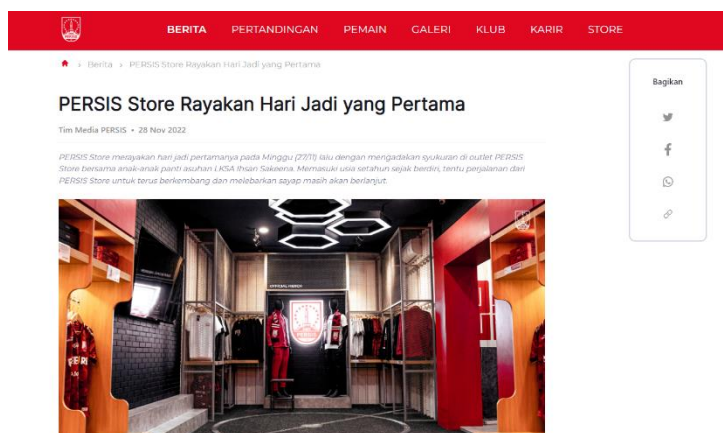 BERITA PERTANDINGAN PEMAIN GALERI KLUB KARIR STORE
Berita › PERSIS Store Rayakan Hari Jadi yang Pertama
Bagikan
PERSIS Store Rayakan Hari Jadi yang Pertama
Tim Media PERSIS • 28 Nov 2022
PERSIS Store merayakan hari jadi pertamanya pada Minggu (27/11) lalu dengan mengadakan syukuran di outlet PERSIS
Store bersama anak-anak panti asuhan LKSA Ihsan Sakeena. Memasuki usia setahun sejak berdiri, tentu perjalanan dari
PERSIS Store untuk terus berkembang dan melebarkan sayap masih akan berlanjut.
OFFICIAL MERCH
PERSIS